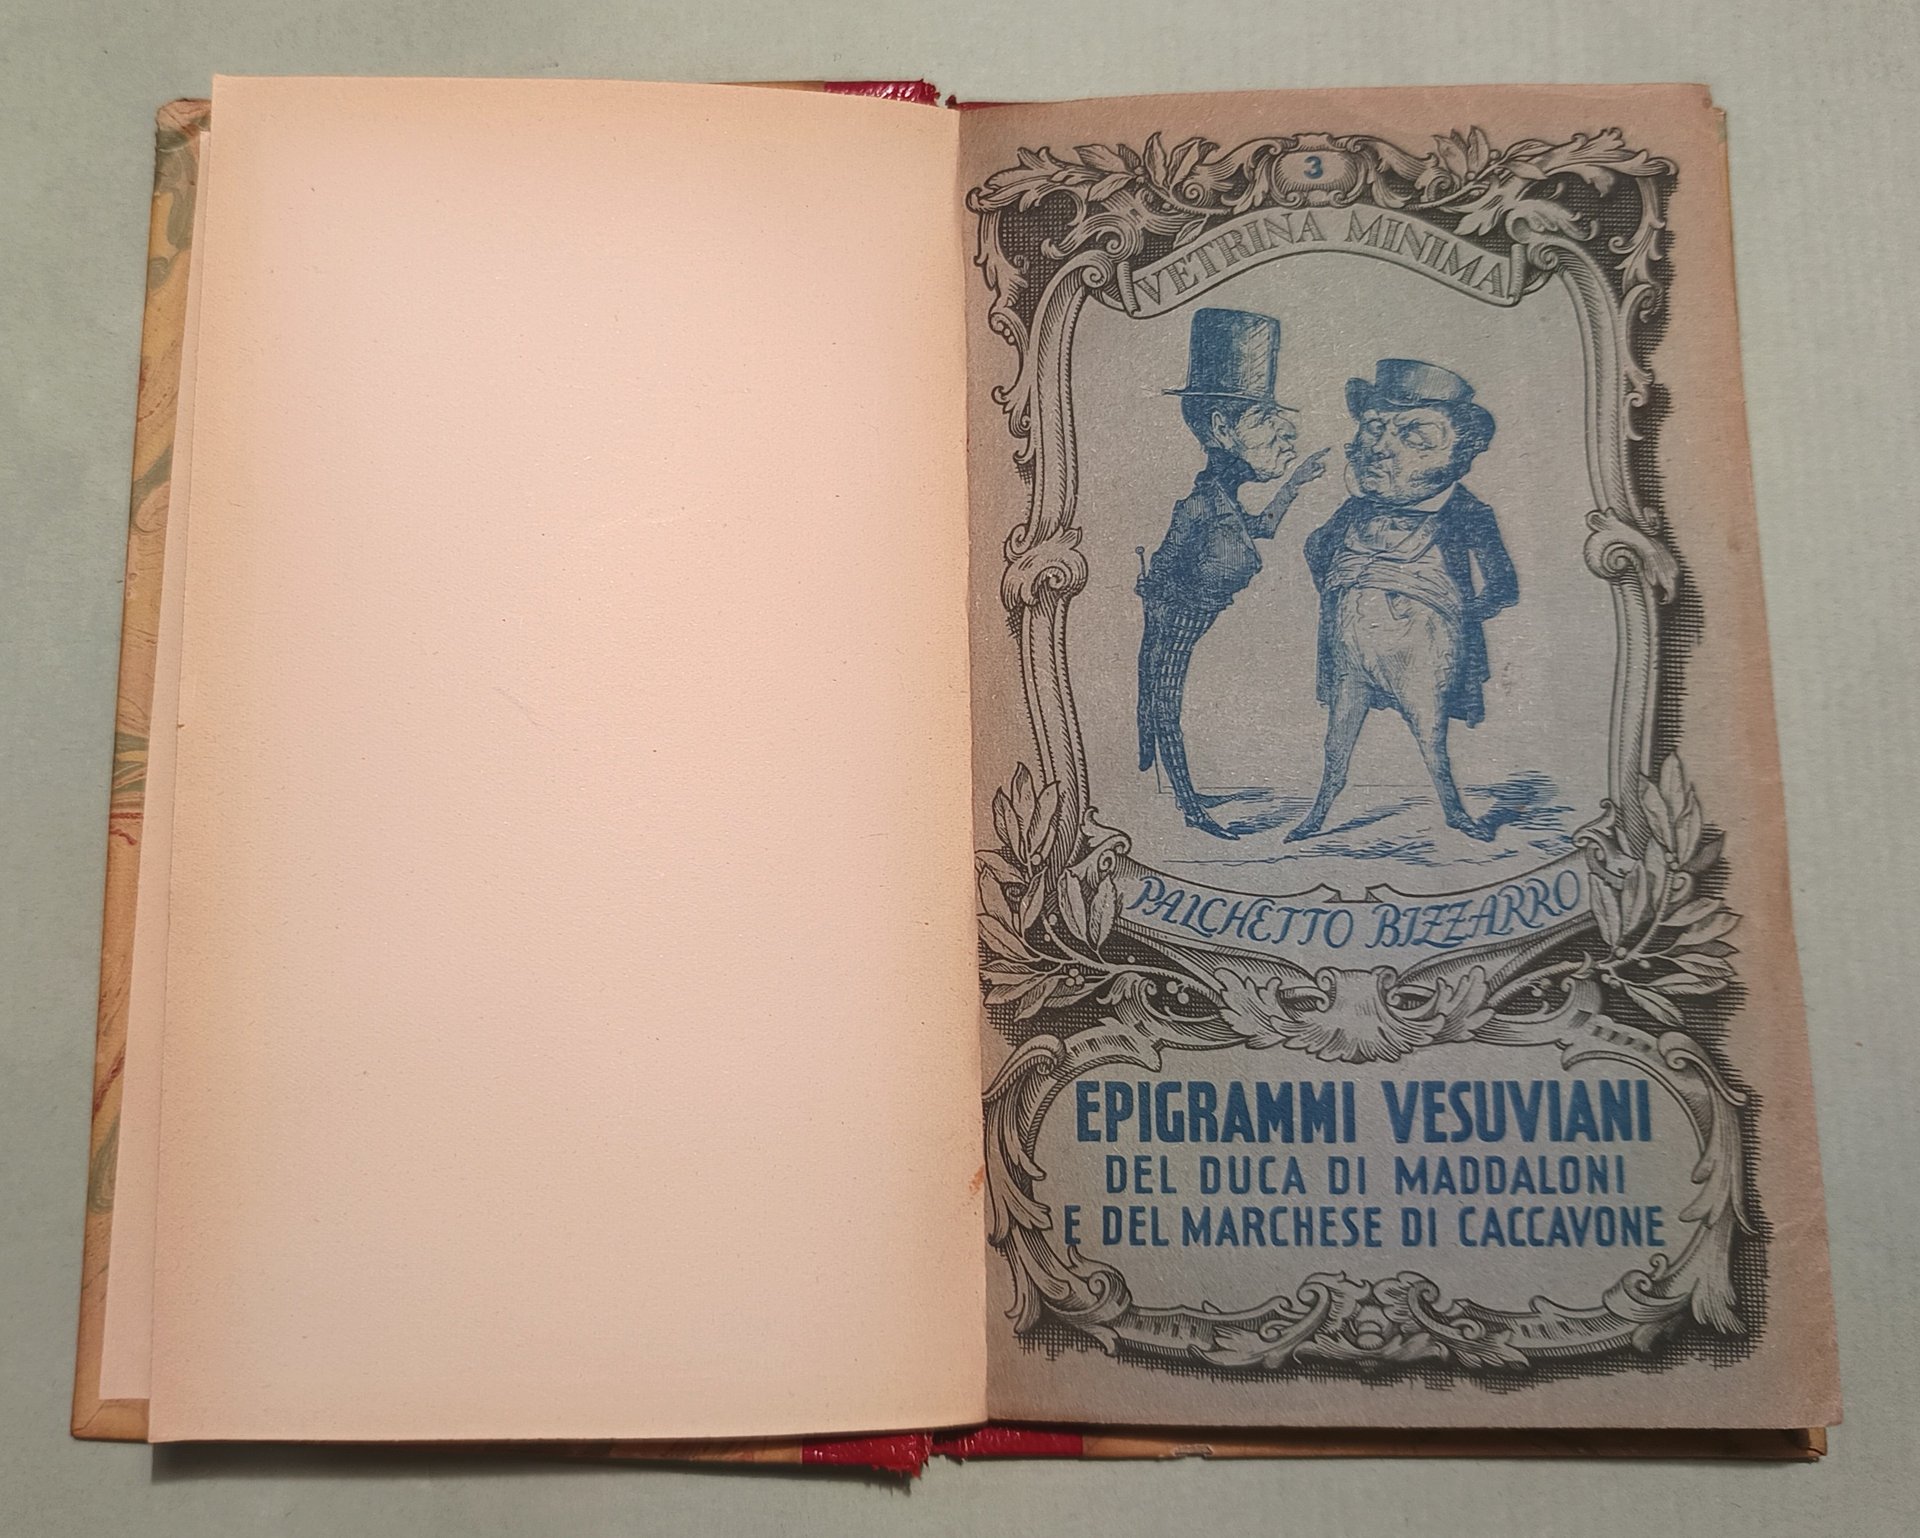 3
VETRINA MINIMA
PALCHETTO BIZZARRO
EPIGRAMMI VESUVIANI
DEL DUCA DI MADDALONI
E DEL MARCHESE DI CACCAVONE